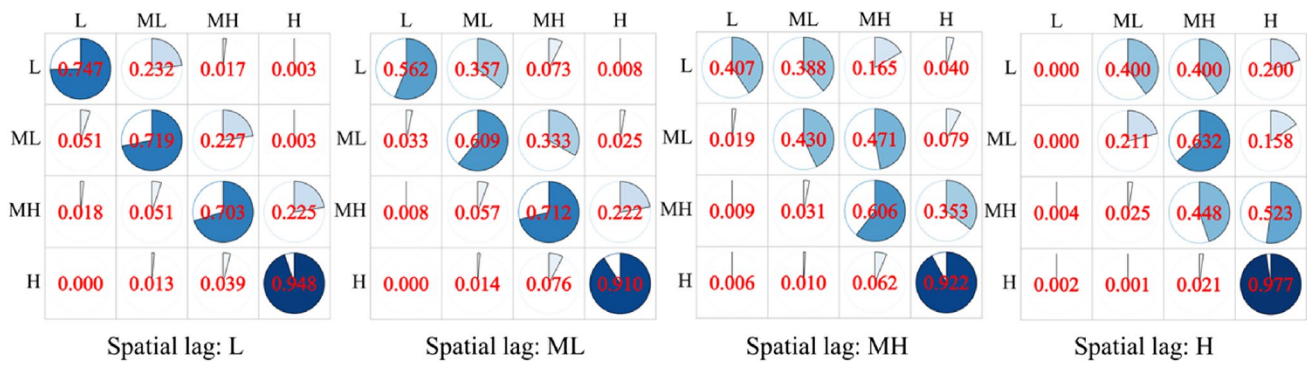 L ML MH H
L 0.747 0.232 0.017 0.003
ML 0.051 0.719 0.227 0.003
MH 0.018 0.051 0.703 0.225
H 0.000 0.013 0.039 0.948
Spatial lag: L
L ML MH H
L 0.562 0.357 0.073 0.008
ML 0.033 0.609 0.333 0.025
MH 0.008 0.057 0.712 0.222
H 0.000 0.014 0.076 0.910
Spatial lag: ML
L ML MH H
L 0.407 0.388 0.165 0.040
ML 0.019 0.430 0.471 0.079
MH 0.009 0.031 0.606 0.353
H 0.006 0.010 0.062 0.922
Spatial lag: MH
L ML MH H
L 0.000 0.400 0.400 0.200
ML 0.000 0.211 0.632 0.158
MH 0.004 0.025 0.448 0.523
H 0.002 0.001 0.021 0.977
Spatial lag: H